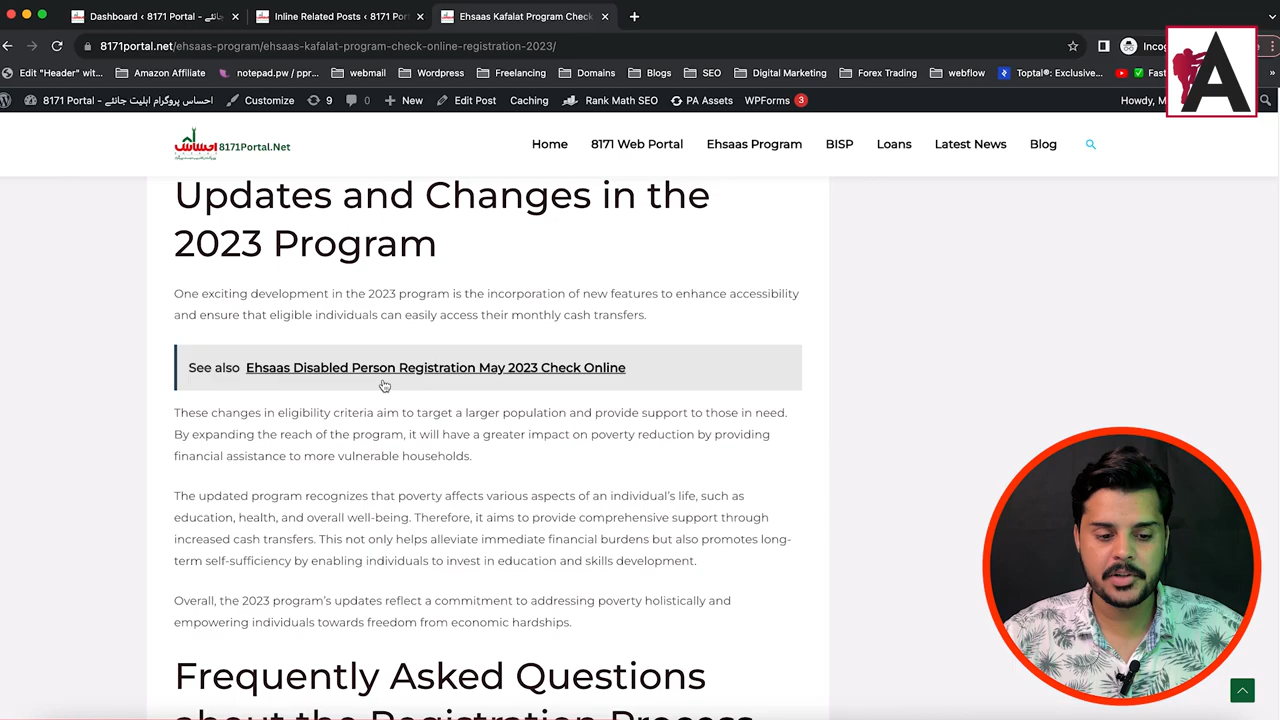 Dashboard ‹ 8171 Portal - جانئے
Inline Related Posts ‹ 8171 Por
Ehsaas Kafalat Program Check
8171portal.net/ehsaas-program/ehsaas-kafalat-program-check-online-registration-2023/
Incog
Edit "Header" wit...
Amazon Affiliate
notepad.pw / ppr...
webmail
Wordpress
Freelancing
Domains
Blogs
SEO
Digital Marketing
Forex Trading
webflow
Toptal®: Exclusive...
A
8171 Portal - احساس پروگرام اہلیت جانئے
9
0
New
Customize
Edit Post
Caching
Rank Math SEO
PA Assets
WPForms 3
Howdy, M
احساس 8171Portal.Net
Home
8171 Web Portal
Ehsaas Program
BISP
Loans
Latest News
Blog
Updates and Changes in the
2023 Program
One exciting development in the 2023 program is the incorporation of new features to enhance accessibility
and ensure that eligible individuals can easily access their monthly cash transfers.
See also Ehsaas Disabled Person Registration May 2023 Check Online
These changes in eligibility criteria aim to target a larger population and provide support to those in need.
By expanding the reach of the program, it will have a greater impact on poverty reduction by providing
financial assistance to more vulnerable households.
The updated program recognizes that poverty affects various aspects of an individual's life, such as
education, health, and overall well-being. Therefore, it aims to provide comprehensive support through
increased cash transfers. This not only helps alleviate immediate financial burdens but also promotes long-
term self-sufficiency by enabling individuals to invest in education and skills development.
Overall, the 2023 program's updates reflect a commitment to addressing poverty holistically and
empowering individuals towards freedom from economic hardships.
Frequently Asked Questions
about the Registration Process